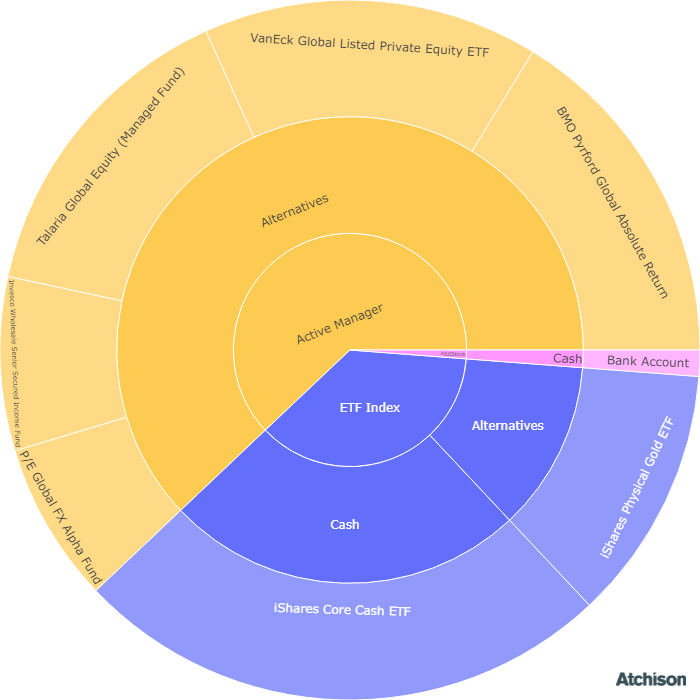 VanEck Global Listed Private Equity ETF
BMO Pyrford Global Absolute Return
Talaria Global Equity (Managed Fund)
Alternatives
Invesco Wholesale Senior Secured Income Fund
Active Manager
ASXStock
Cash
Bank Account
ETF Index
Alternatives
iShares Physical Gold ETF
P/E Global FX Alpha Fund
Cash
iShares Core Cash ETF
Atchison